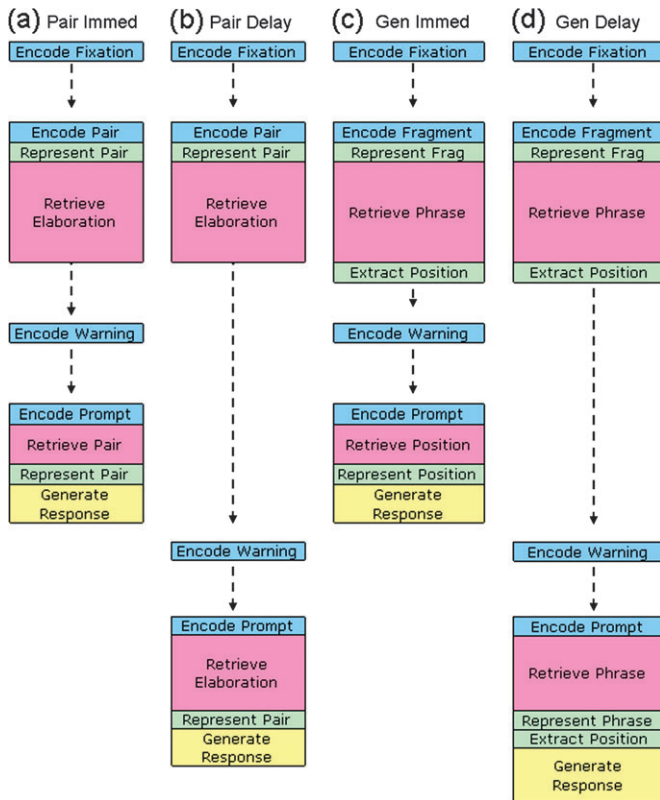 (a) Pair Immed
Encode Fixation
Encode Pair
Represent Pair
Retrieve
Elaboration
Encode Warning
Encode Prompt
Retrieve Pair
Represent Pair
Generate
Response
(b) Pair Delay
Encode Fixation
Encode Pair
Represent Pair
Retrieve
Elaboration
Encode Warning
Encode Prompt
Retrieve
Elaboration
Represent Pair
Generate
Response
(c) Gen Immed
Encode Fixation
Encode Fragment
Represent Frag
Retrieve Phrase
Extract Position
Encode Warning
Encode Prompt
Retrieve Position
Represent Position
Generate
Response
(d) Gen Delay
Encode Fixation
Encode Fragment
Represent Frag
Retrieve Phrase
Extract Position
Encode Warning
Encode Prompt
Retrieve Phrase
Represent Phrase
Extract Position
Generate
Response